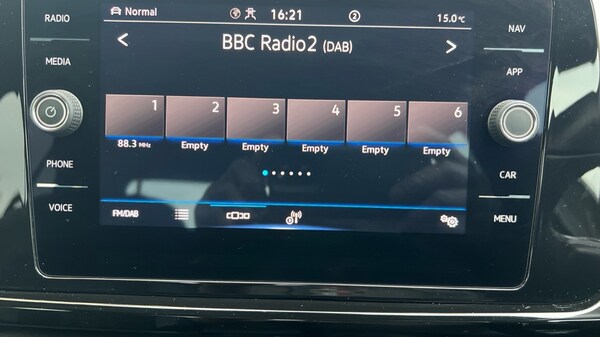 RADIO
MEDIA
PHONE
VOICE
Normal 16:21 2 15.0°C
BBC Radio2 (DAB)
1 2 3 4 5 6
88.3 MHz Empty Empty Empty Empty Empty
FM/DAB
NAV
APP
CAR
MENU